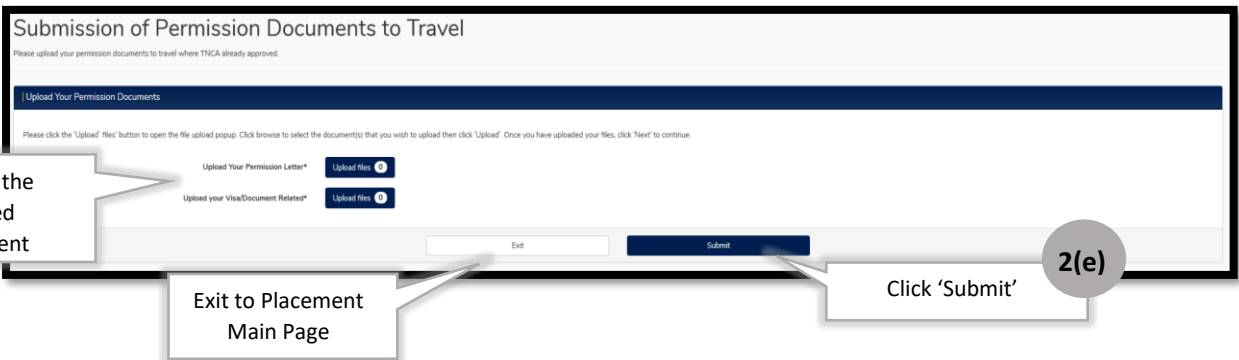 Submission of Permission Documents to Travel
Please upload your permission documents to travel where TNCA already approved.
Upload Your Permission Documents
Please click the 'Upload' files' button to open the file upload popup. Click browse to select the document(s) that you wish to upload then click 'Upload'. Once you have uploaded your files, click 'Next' to continue.
the
ed
ent
Upload Your Permission Letter* Upload files 0
Upload your Visa/Document Related* Upload files 0
Exit Submit
2(e)
Click ‘Submit’
Exit to Placement
Main Page